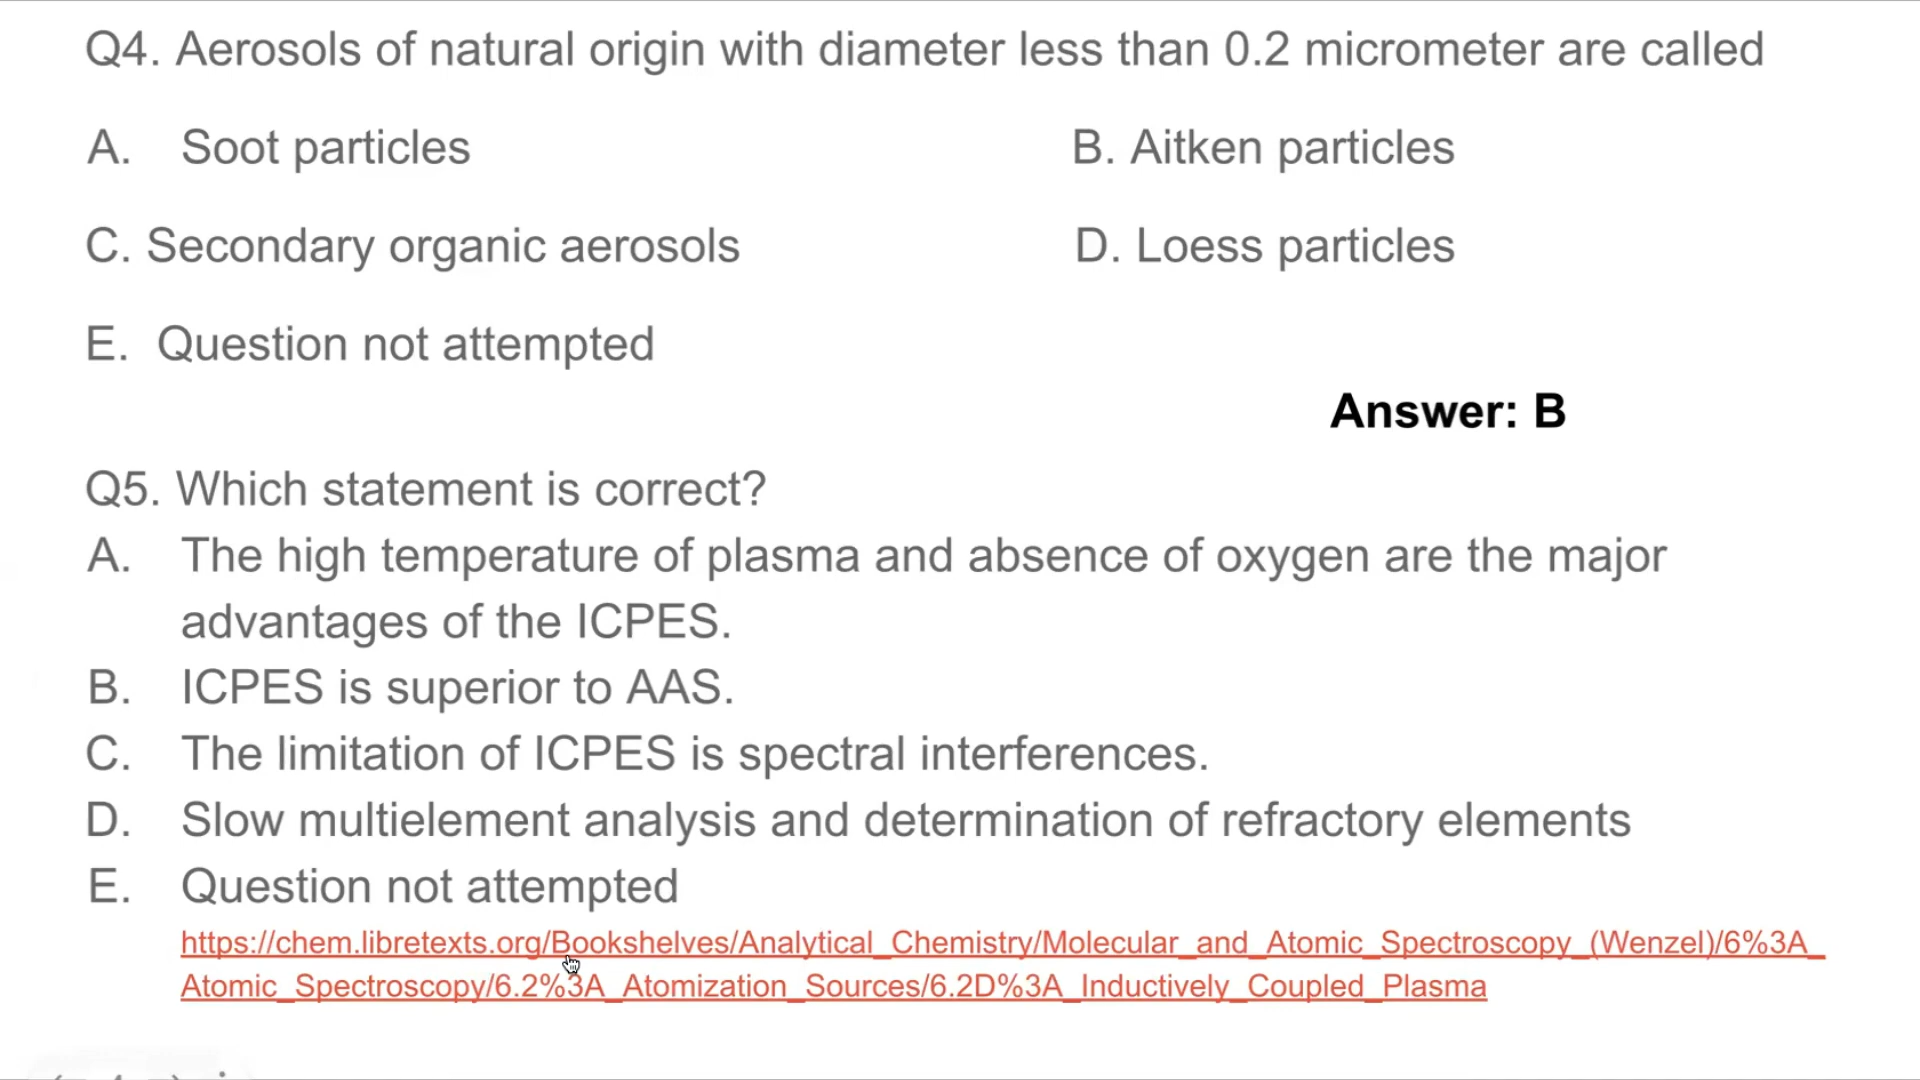 Q4. Aerosols of natural origin with diameter less than 0.2 micrometer are called
A. Soot particles B. Aitken particles
C. Secondary organic aerosols D. Loess particles
E. Question not attempted
Answer: B
Q5. Which statement is correct?
A. The high temperature of plasma and absence of oxygen are the major
advantages of the ICPES.
B. ICPES is superior to AAS.
C. The limitation of ICPES is spectral interferences.
D. Slow multielement analysis and determination of refractory elements
E. Question not attempted
https://chem.libretexts.org/Bookshelves/Analytical_Chemistry/Molecular_and_Atomic_Spectroscopy_(Wenzel)/6%3A_
Atomic_Spectroscopy/6.2%3A_Atomization_Sources/6.2D%3A_Inductively_Coupled_Plasma